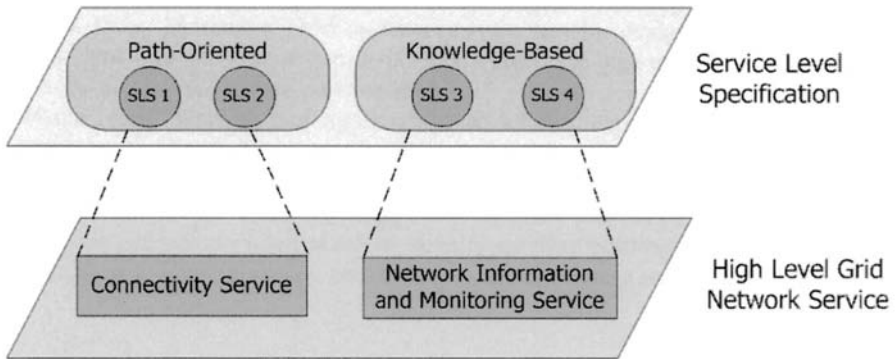 Path-Oriented
Knowledge-Based
SLS 1
SLS 2
SLS 3
SLS 4
Service Level
Specification
Connectivity Service
Network Information
and Monitoring Service
High Level Grid
Network Service